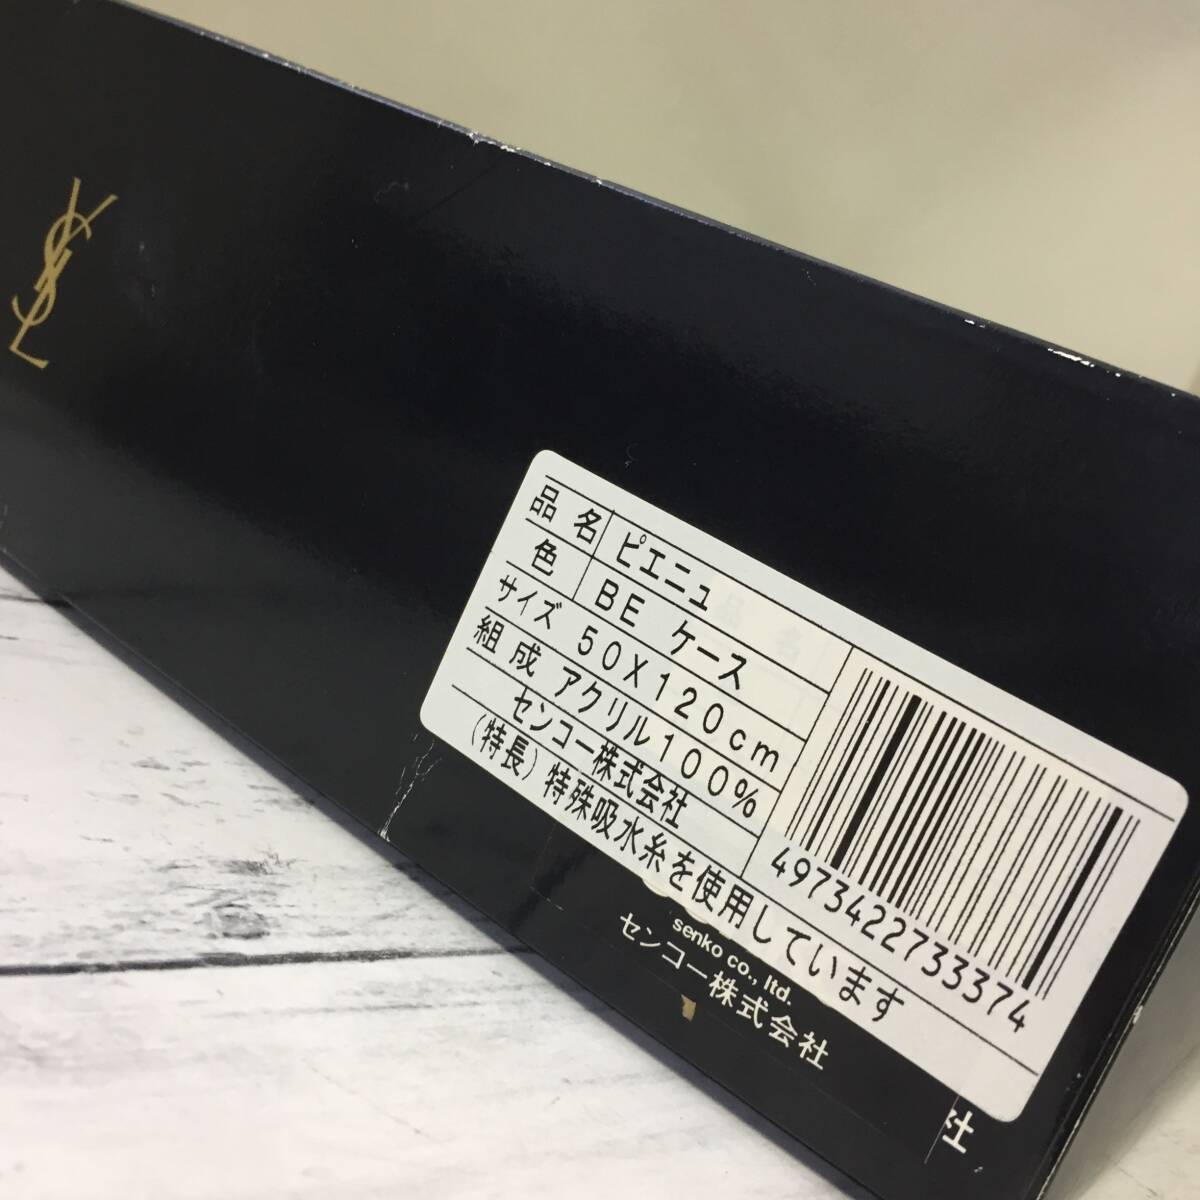 YSL
品名 ピエニュ
色 BE ケース
サイズ 50X120cm
組成 アクリル100%
センコー株式会社
(特長)特殊吸水糸を使用しています
4973422733374
senko co., ltd.
センコー株式会社
社